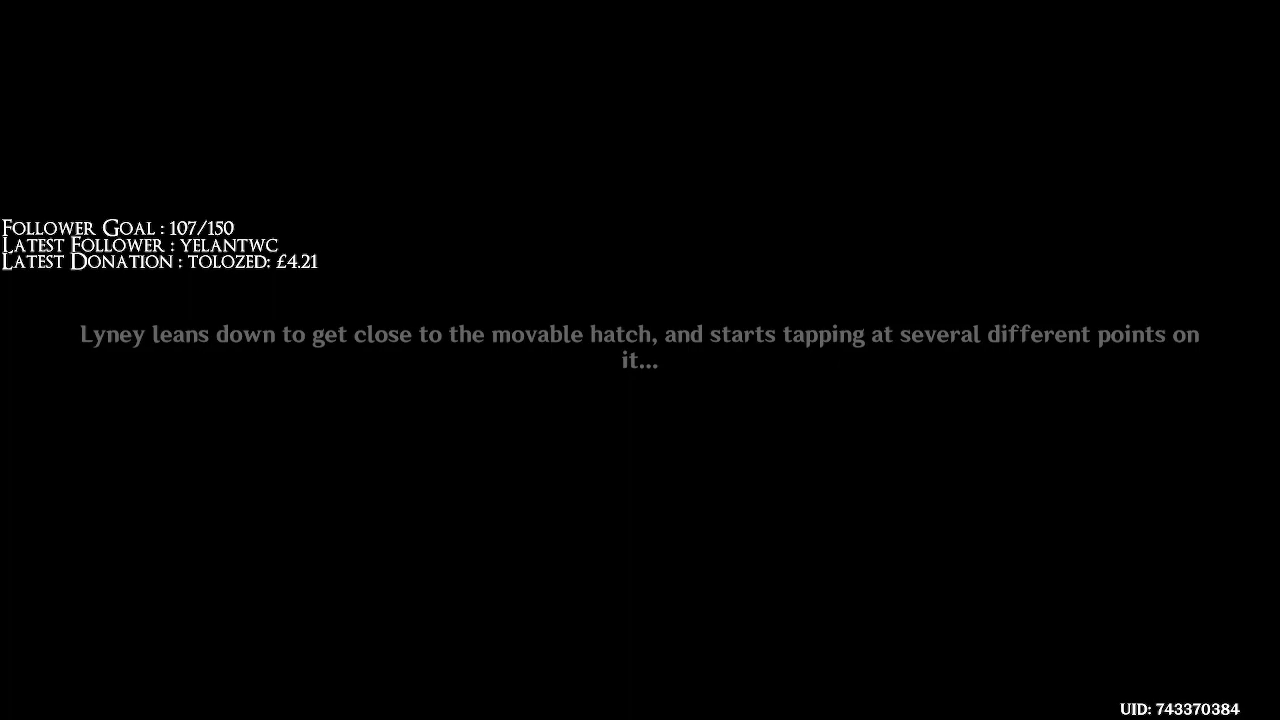 Follower Goal : 107/150
Latest Follower : yelantwc
Latest Donation : tolozed: £4.21
Lyney leans down to get close to the movable hatch, and starts tapping at several different points on
it...
UID: 743370384